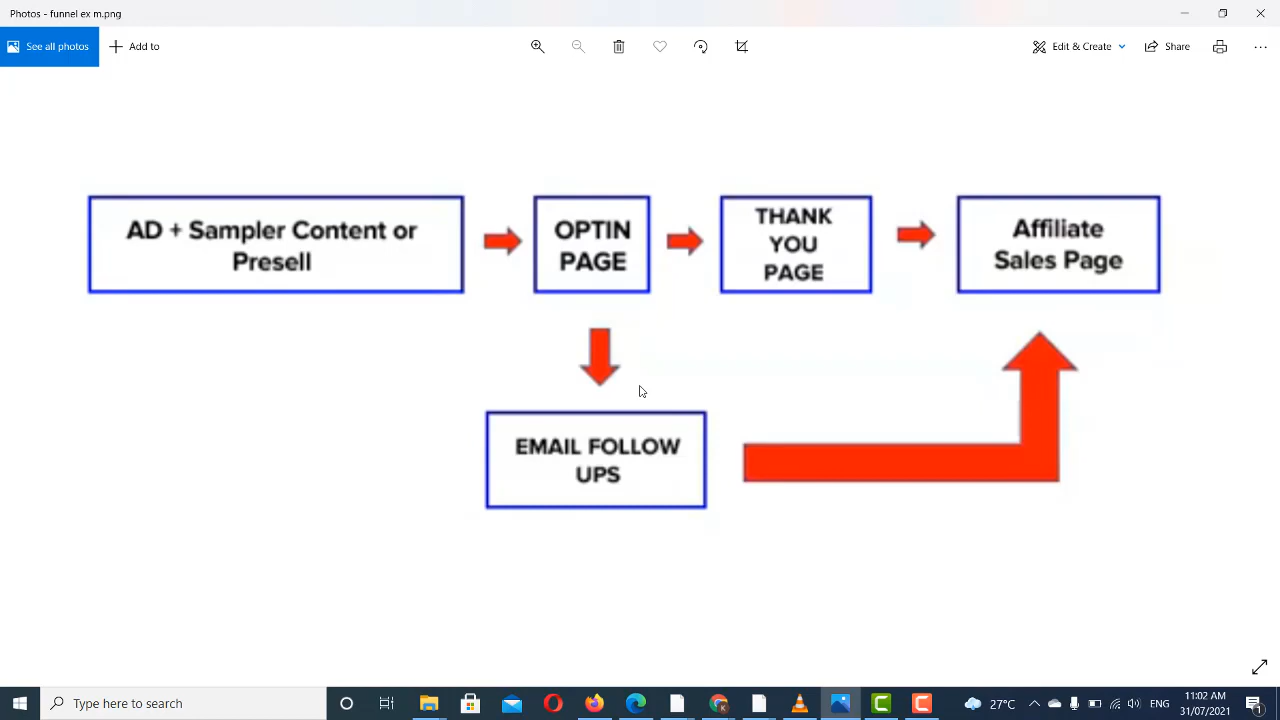 Photos - funnel ex m.png
See all photos
Add to
Edit & Create
Share
AD + Sampler Content or
Presell
OPTIN
PAGE
THANK
YOU
PAGE
Affiliate
Sales Page
EMAIL FOLLOW
UPS
Type here to search
27°C
ENG
11:02 AM
31/07/2021